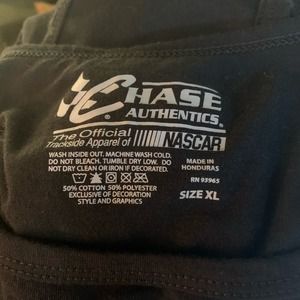 CHASE
AUTHENTICS.
The Official
Trackside Apparel of NASCAR
WASH INSIDE OUT. MACHINE WASH COLD.
DO NOT BLEACH. TUMBLE DRY LOW. DO
NOT DRY CLEAN OR IRON IF DECORATED.
50% COTTON 50% POLYESTER
EXCLUSIVE OF DECORATION
STYLE AND GRAPHICS
MADE IN
HONDURAS
RN 93965
SIZE XL